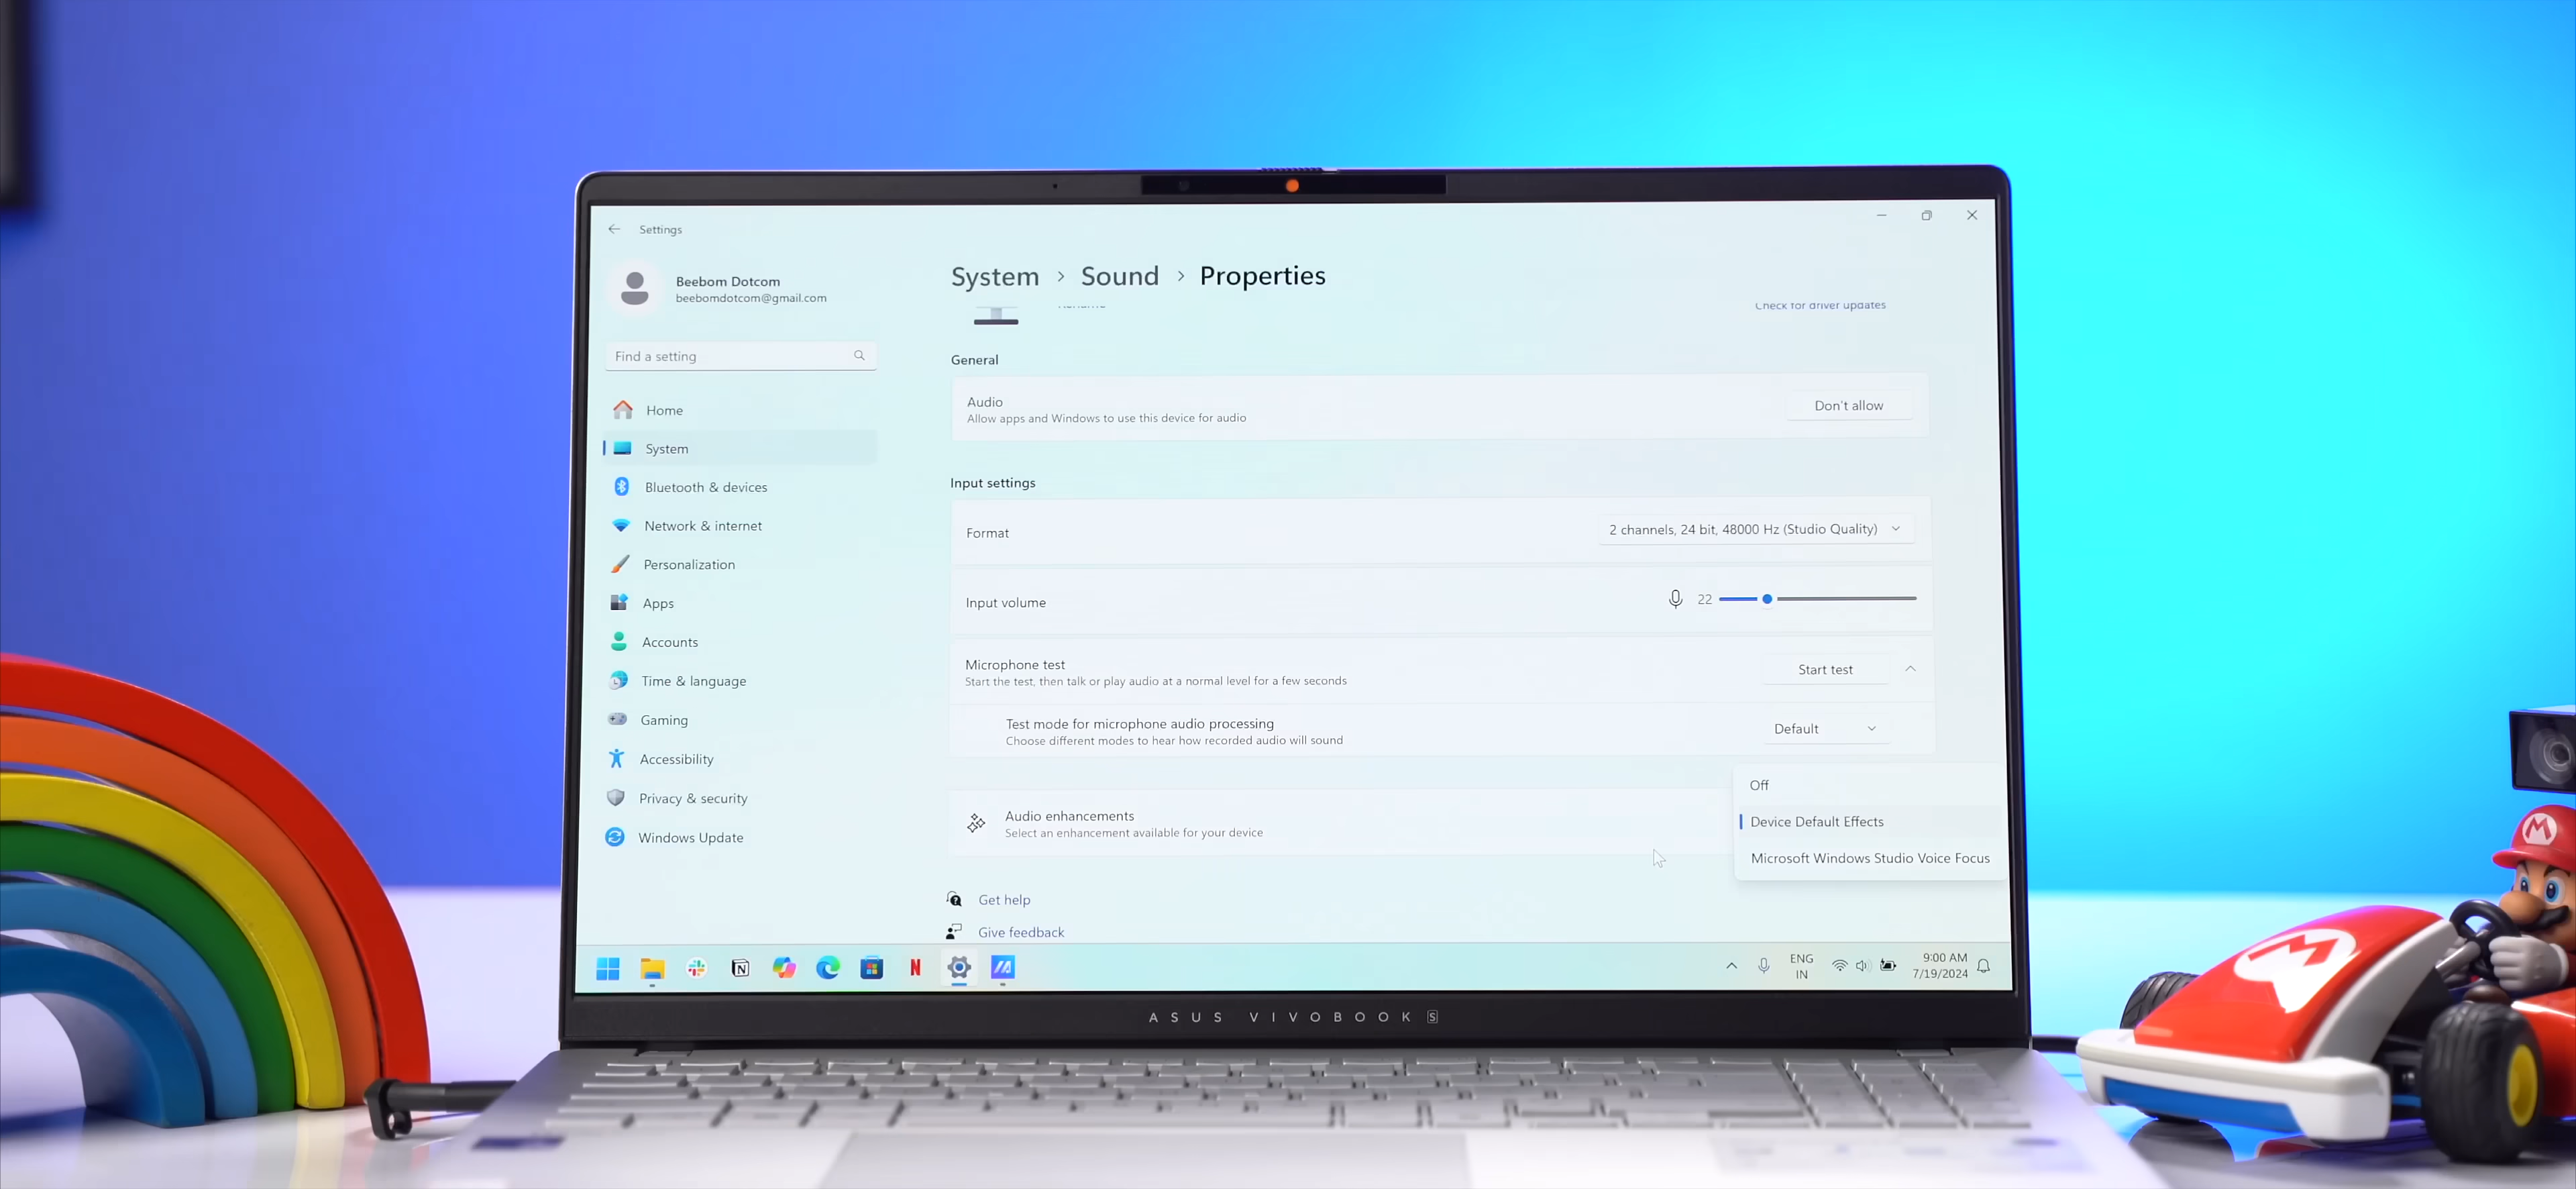 Settings
Beebom Dotcom
beebomdotcom@gmail.com
Find a setting
Home
System
Bluetooth & devices
Network & internet
Personalization
Apps
Accounts
Time & language
Gaming
Accessibility
Privacy & security
Windows Update
System > Sound > Properties
Rename
Check for driver updates
General
Audio
Allow apps and Windows to use this device for audio
Don't allow
Input settings
Format
2 channels, 24 bit, 48000 Hz (Studio Quality)
Input volume
22
Microphone test
Start the test, then talk or play audio at a normal level for a few seconds
Start test
Test mode for microphone audio processing
Choose different modes to hear how recorded audio will sound
Default
Audio enhancements
Select an enhancement available for your device
Off
Device Default Effects
Microsoft Windows Studio Voice Focus
Get help
Give feedback
N
N
ENG
IN
9:00 AM
7/19/2024
ASUS VIVOBOOK S
M
M